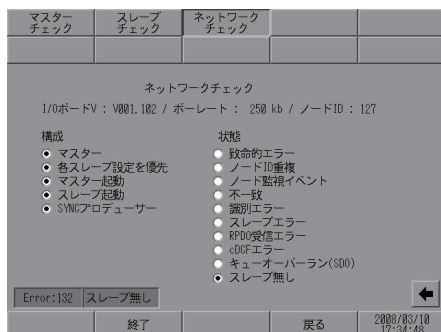 マスター
チェック
スレーブ
チェック
ネットワーク
チェック
ネットワークチェック
I/OボードV : V001.102 / ボーレート : 250 kb / ノードID : 127
構成
マスター
各スレーブ設定を優先
マスター起動
スレーブ起動
SYNCプロデューサー
状態
致命的エラー
ノードID重複
ノード監視イベント
不一致
識別エラー
スレーブエラー
RPDO受信エラー
cDCFエラー
キューオーバーラン(SDO)
スレーブ無し
Error:132 スレーブ無し
終了
戻る
2008/03/10
17:34:48